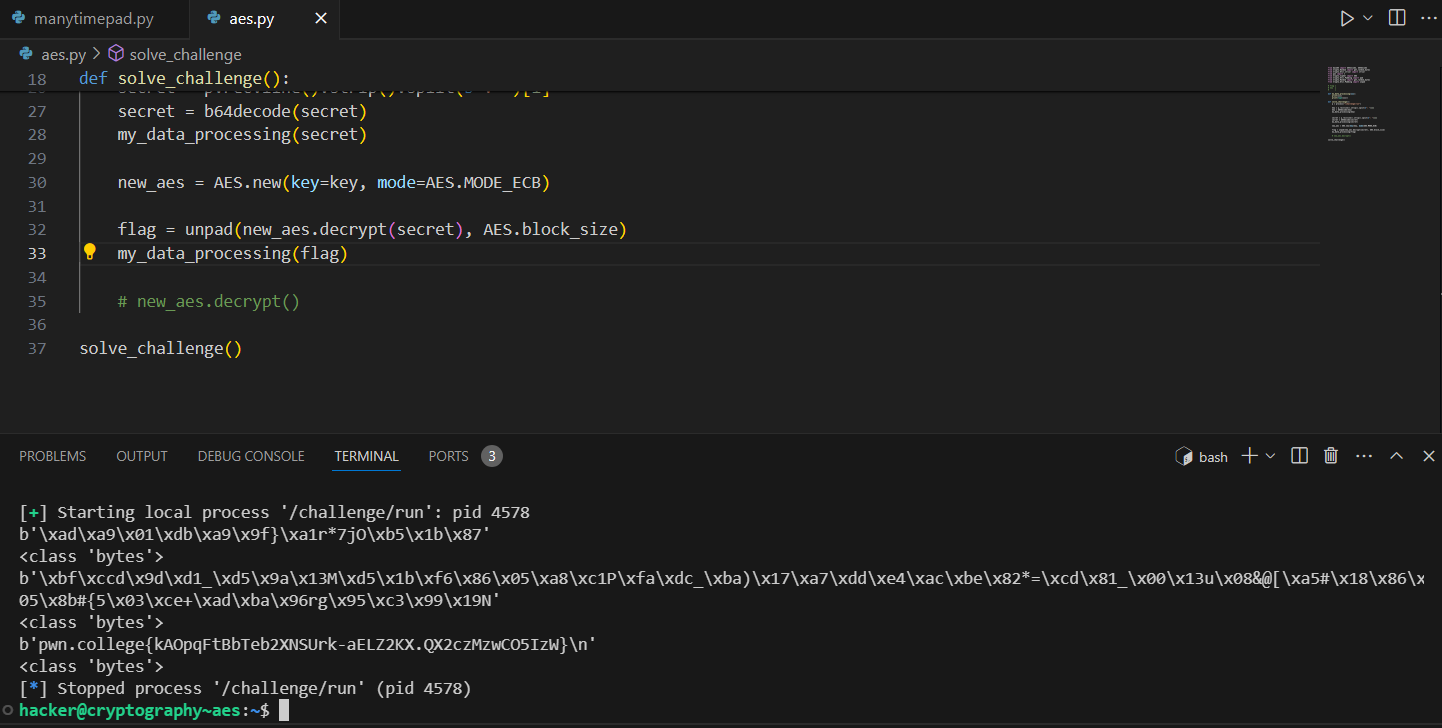 manytimepad.py
aes.py
aes.py > solve_challenge
18 def solve_challenge():
27 secret = b64decode(secret)
28 my_data_processing(secret)
29
30 new_aes = AES.new(key=key, mode=AES.MODE_ECB)
31
32 flag = unpad(new_aes.decrypt(secret), AES.block_size)
33 my_data_processing(flag)
34
35 # new_aes.decrypt()
36
37 solve_challenge()
PROBLEMS OUTPUT DEBUG CONSOLE TERMINAL PORTS 3 bash
[+] Starting local process '/challenge/run': pid 4578
b'\xad\xa9\x01\xdb\xa9\x9f}\xa1r*7jO\xb5\x1b\x87'
<class 'bytes'>
b'\xbf\xccd\x9d\xd1_\xd5\x9a\x13M\xd5\x1b\xf6\x86\x05\xa8\xc1P\xfa\xdc_\xba)\x17\xa7\xdd\xe4\xac\xbe\x82*=\xcd\x81_\x00\x13u\x08&@[\xa5#\x18\x86\x
05\x8b#{5\x03\xce+\xad\xba\x96rg\x95\xc3\x99\x19N'
<class 'bytes'>
b'pwn.college{kAOpqFtBbTeb2XNSUrk-aELZ2KX.QX2czMzwCO5IzW}\n'
<class 'bytes'>
[*] Stopped process '/challenge/run' (pid 4578)
hacker@cryptography~aes:~$